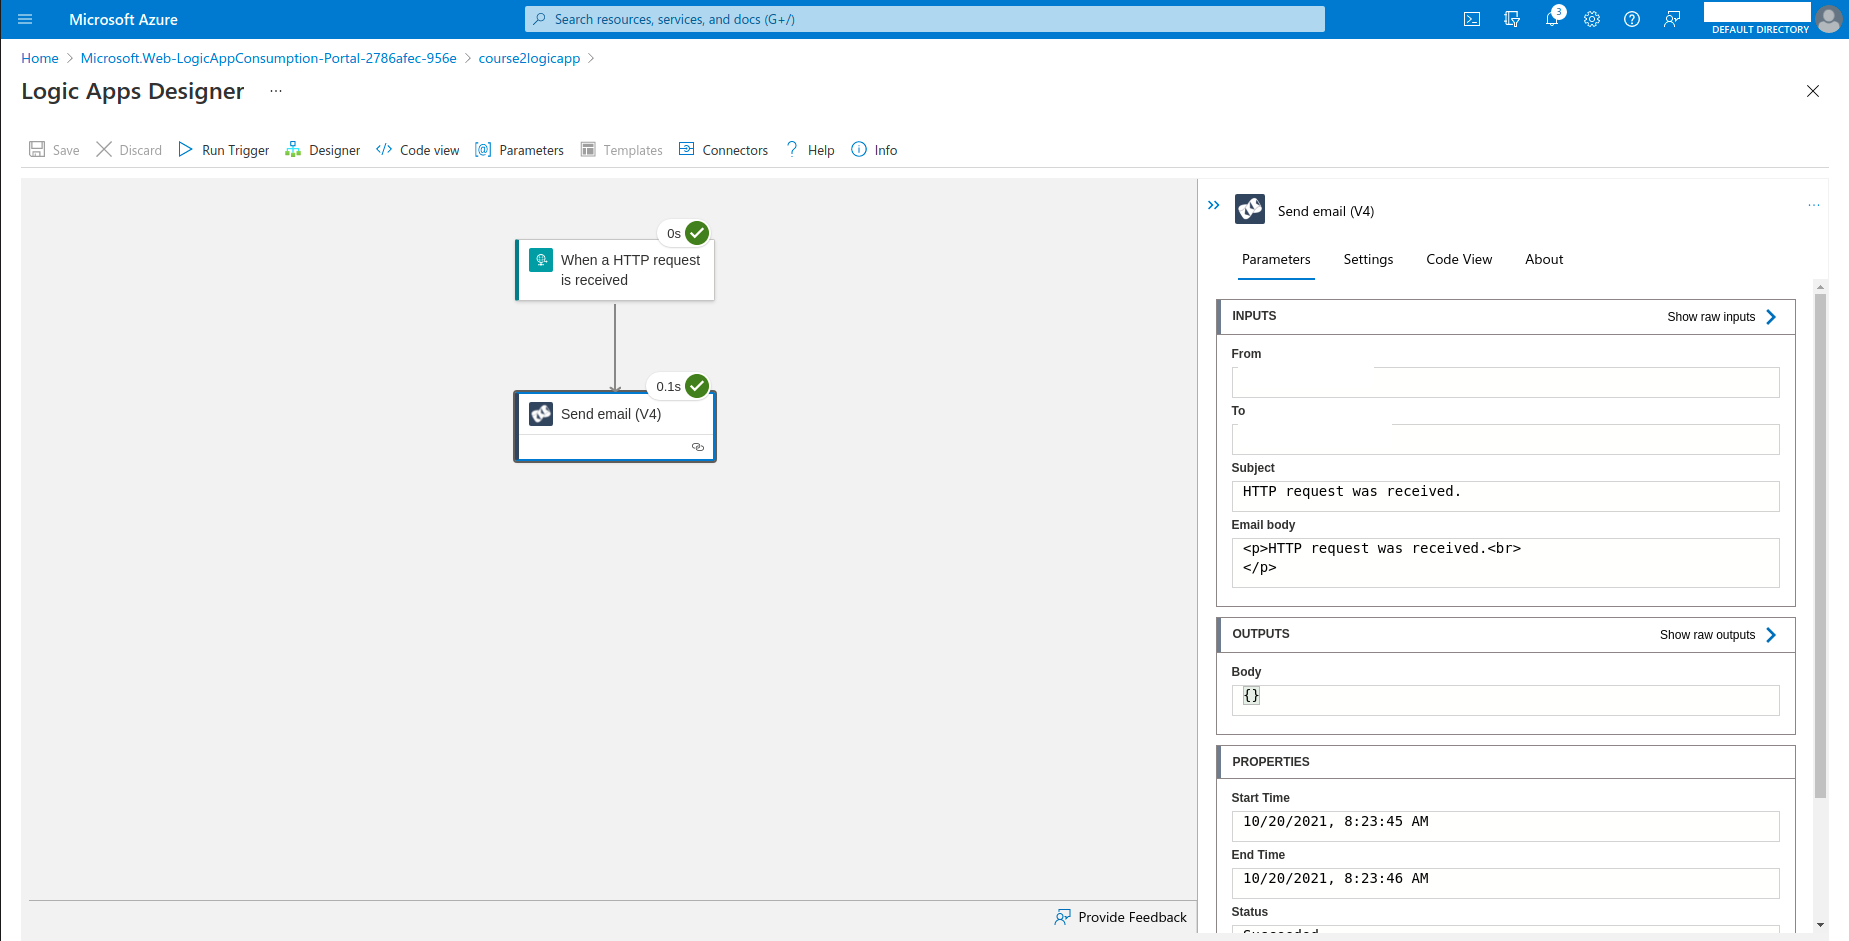 Microsoft Azure
Search resources, services, and docs (G+/)
3
DEFAULT DIRECTORY
Home > Microsoft.Web-LogicAppConsumption-Portal-2786afec-956e > course2logicapp >
Logic Apps Designer ...
Save Discard Run Trigger Designer Code view Parameters Templates Connectors Help Info
0s
When a HTTP request
is received
0.1s
Send email (V4)
Provide Feedback
Send email (V4)
Parameters Settings Code View About
INPUTS Show raw inputs
From
To
Subject
HTTP request was received.
Email body
<p>HTTP request was received.<br>
</p>
OUTPUTS Show raw outputs
Body
{}
PROPERTIES
Start Time
10/20/2021, 8:23:45 AM
End Time
10/20/2021, 8:23:46 AM
Status
Succeeded